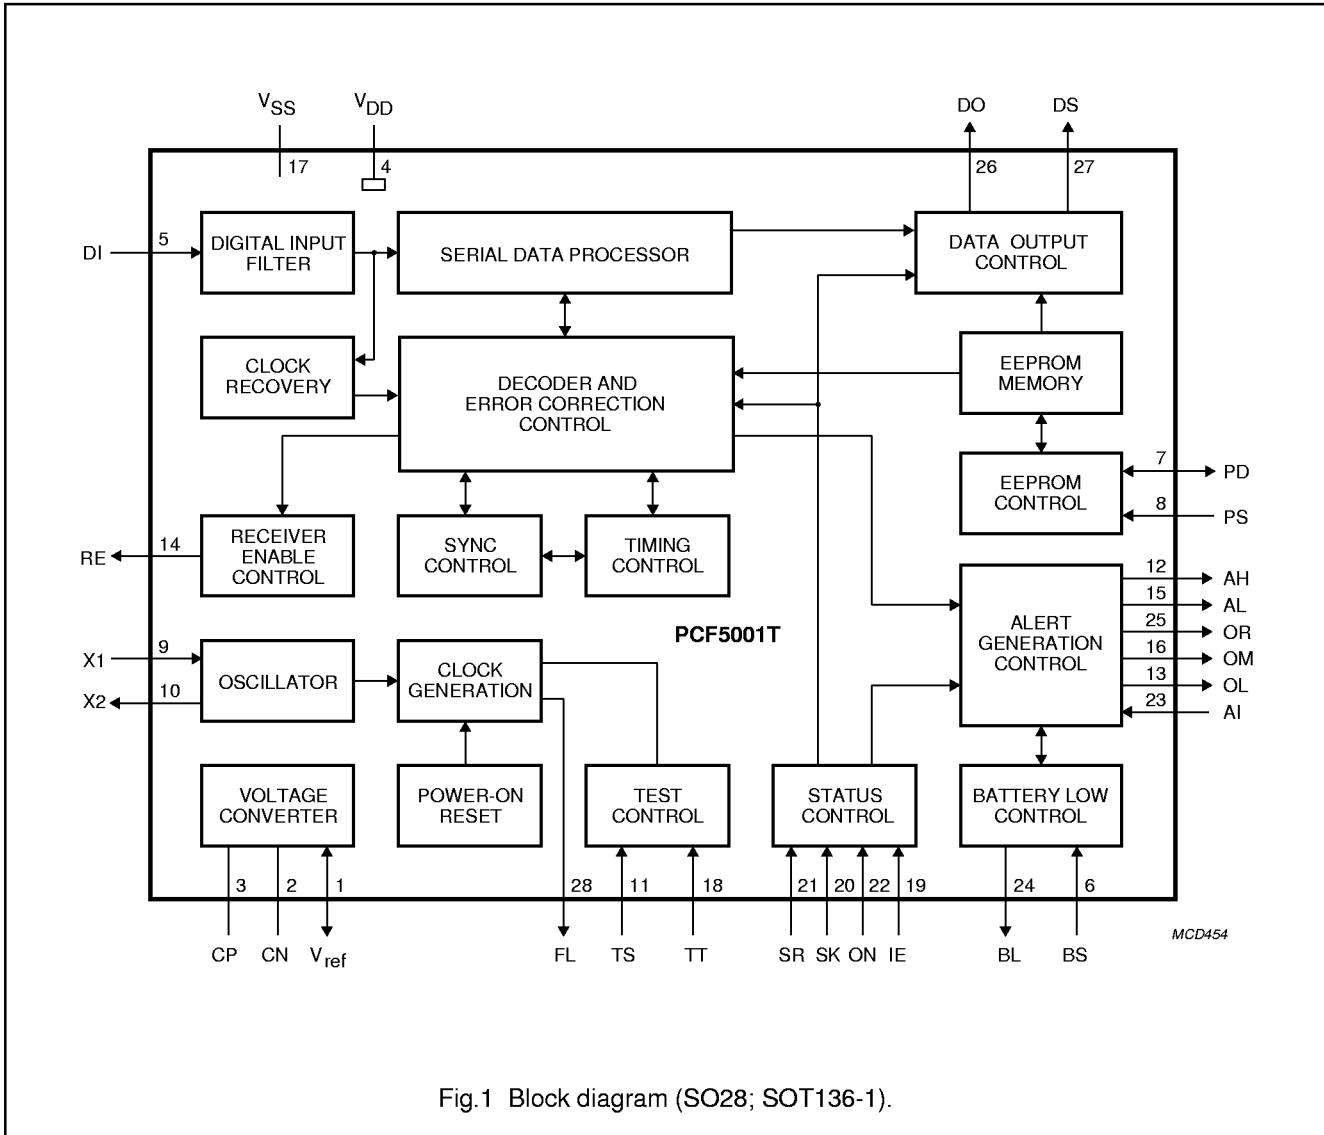 VSS
VDD
DO
DS
17
4
26
27
DI
5
DIGITAL INPUT
FILTER
SERIAL DATA PROCESSOR
DATA OUTPUT
CONTROL
CLOCK
RECOVERY
DECODER AND
ERROR CORRECTION
CONTROL
EEPROM
MEMORY
EEPROM
CONTROL
7
PD
8
PS
RE
14
RECEIVER
ENABLE
CONTROL
SYNC
CONTROL
TIMING
CONTROL
PCF5001T
ALERT
GENERATION
CONTROL
12
AH
15
AL
25
OR
16
OM
13
OL
23
AI
X1
9
X2
10
OSCILLATOR
CLOCK
GENERATION
VOLTAGE
CONVERTER
POWER-ON
RESET
TEST
CONTROL
STATUS
CONTROL
BATTERY LOW
CONTROL
3
2
1
28
11
18
21
20
22
19
24
6
CP
CN
Vref
FL
TS
TT
SR
SK
ON
IE
BL
BS
MCD454
Fig.1 Block diagram (SO28; SOT136-1).